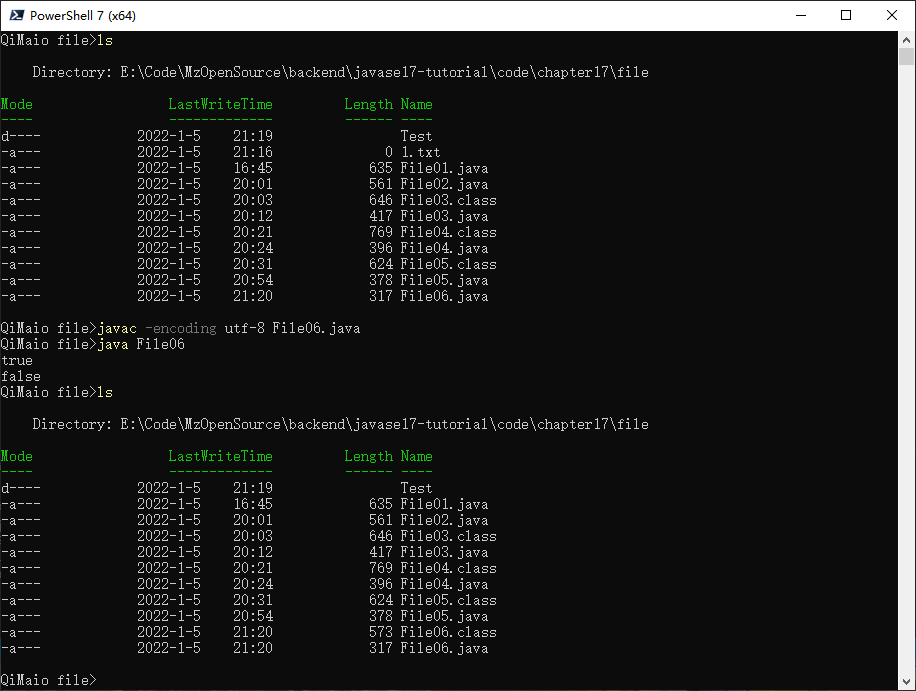 PowerShell 7 (x64)
QiMaio file>ls
Directory: E:\Code\MzOpenSource\backend\javase17-tutorial\code\chapter17\file
Mode LastWriteTime Length Name
---- ------------- ------ ----
d---- 2022-1-5 21:19 Test
-a--- 2022-1-5 21:16 0 1.txt
-a--- 2022-1-5 16:45 635 File01.java
-a--- 2022-1-5 20:01 561 File02.java
-a--- 2022-1-5 20:03 646 File03.class
-a--- 2022-1-5 20:12 417 File03.java
-a--- 2022-1-5 20:21 769 File04.class
-a--- 2022-1-5 20:24 396 File04.java
-a--- 2022-1-5 20:31 624 File05.class
-a--- 2022-1-5 20:54 378 File05.java
-a--- 2022-1-5 21:20 317 File06.java
QiMaio file>javac -encoding utf-8 File06.java
QiMaio file>java File06
true
false
QiMaio file>ls
Directory: E:\Code\MzOpenSource\backend\javase17-tutorial\code\chapter17\file
Mode LastWriteTime Length Name
---- ------------- ------ ----
d---- 2022-1-5 21:19 Test
-a--- 2022-1-5 16:45 635 File01.java
-a--- 2022-1-5 20:01 561 File02.java
-a--- 2022-1-5 20:03 646 File03.class
-a--- 2022-1-5 20:12 417 File03.java
-a--- 2022-1-5 20:21 769 File04.class
-a--- 2022-1-5 20:24 396 File04.java
-a--- 2022-1-5 20:31 624 File05.class
-a--- 2022-1-5 20:54 378 File05.java
-a--- 2022-1-5 21:20 573 File06.class
-a--- 2022-1-5 21:20 317 File06.java
QiMaio file>